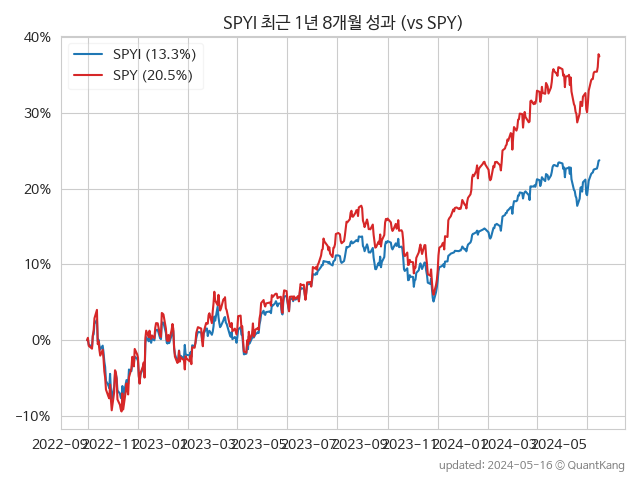 SPYI 최근 1년 8개월 성과 (vs SPY)
SPYI (13.3%)
SPY (20.5%)
40%
30%
20%
10%
0%
−10%
2022-09 2022-11 2023-01 2023-03 2023-05 2023-07 2023-09 2023-11 2024-01 2024-03 2024-05
updated: 2024-05-16 © QuantKang